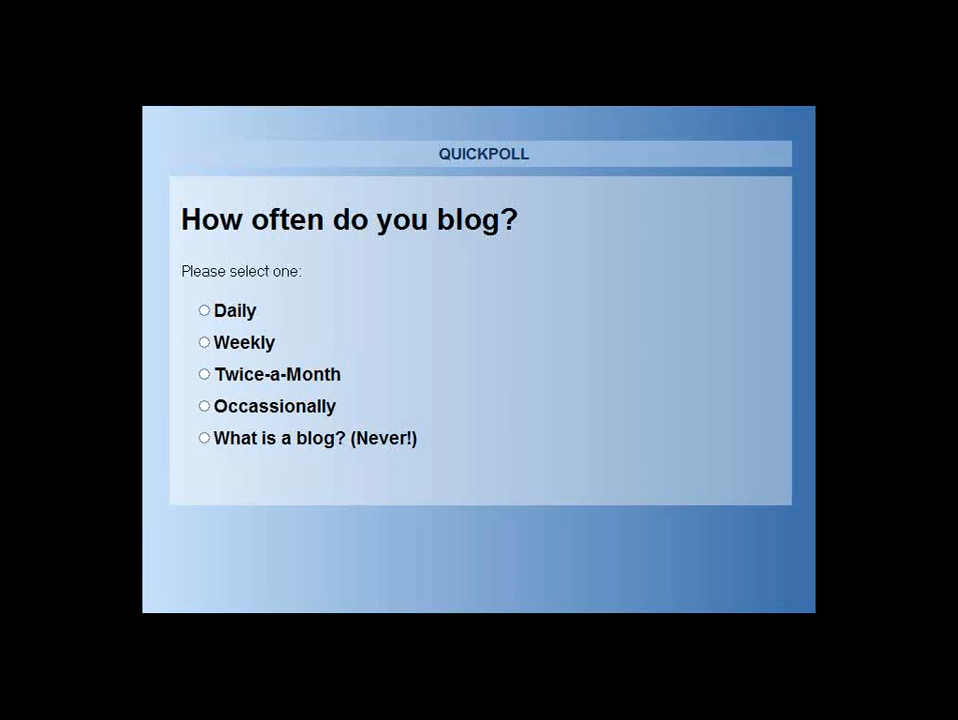 QUICKPOLL
How often do you blog?
Please select one:
Daily
Weekly
Twice-a-Month
Occassionally
What is a blog? (Never!)